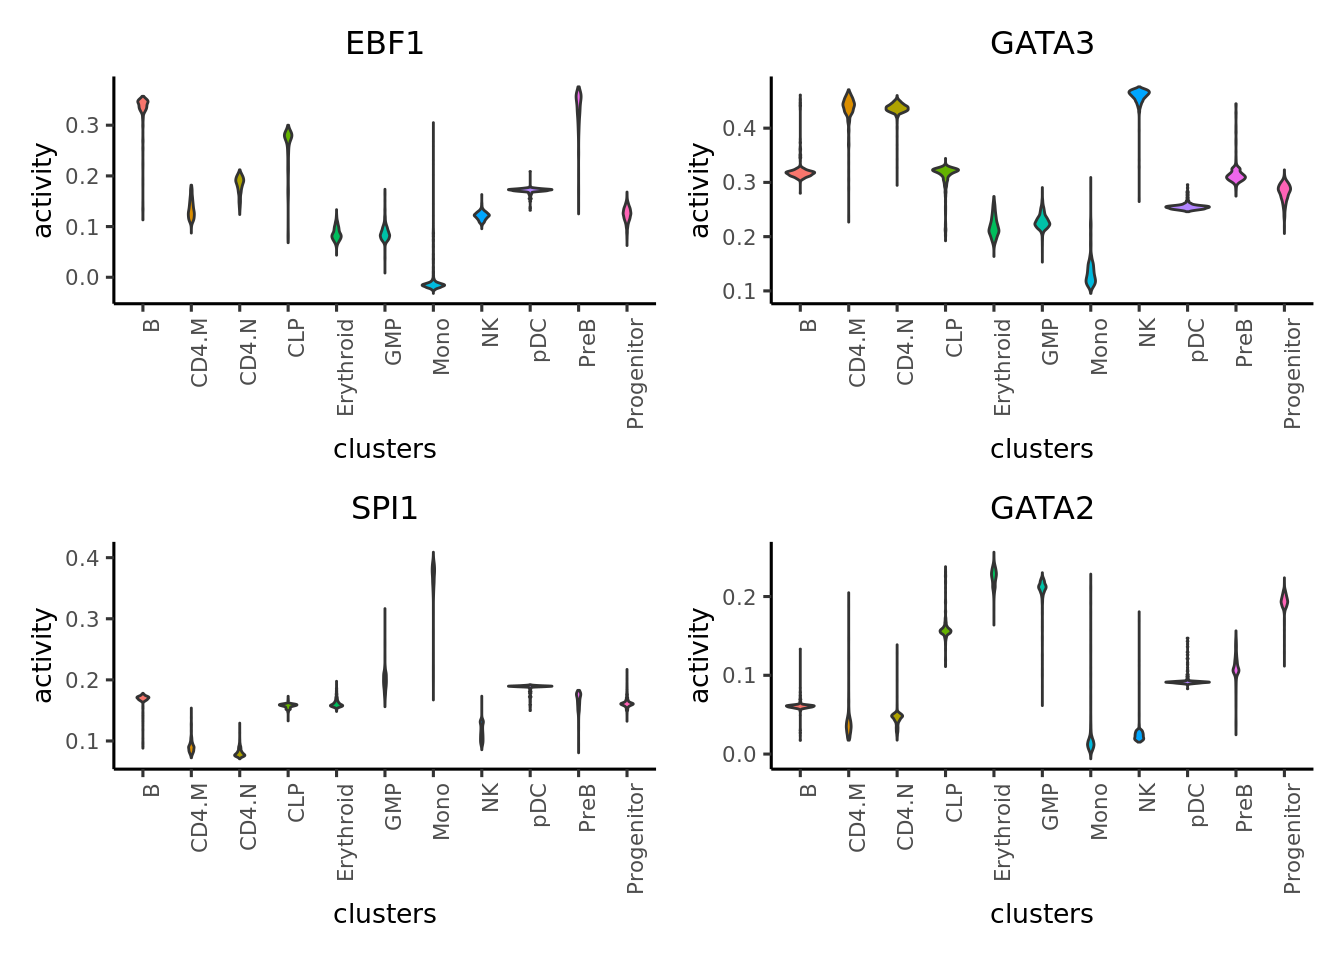 EBF1
activity
0.3
0.2
0.1
0.0
B
CD4.M
CD4.N
CLP
Erythroid
GMP
Mono
NK
pDC
PreB
Progenitor
clusters
GATA3
activity
0.4
0.3
0.2
0.1
B
CD4.M
CD4.N
CLP
Erythroid
GMP
Mono
NK
pDC
PreB
Progenitor
clusters
SPI1
activity
0.4
0.3
0.2
0.1
B
CD4.M
CD4.N
CLP
Erythroid
GMP
Mono
NK
pDC
PreB
Progenitor
clusters
GATA2
activity
0.2
0.1
0.0
B
CD4.M
CD4.N
CLP
Erythroid
GMP
Mono
NK
pDC
PreB
Progenitor
clusters